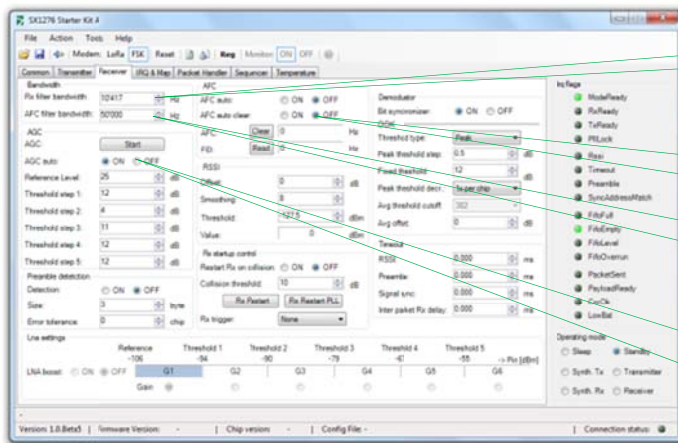 SX1276 Starter Kit A
File Action Tools Help
Modem: LoRa FSK Reset Reg Monitor: ON OFF
Common Transmitter Receiver IRQ & Map Packet Handler Sequencer Temperature
Bandwidth
Rx filter bandwidth: 10'417 Hz
AFC filter bandwidth: 50'000 Hz
AGC
AGC: Start
AGC auto: ON OFF
Reference Level: 25 dB
Threshold step 1: 12 dB
Threshold step 2: 4 dB
Threshold step 3: 11 dB
Threshold step 4: 12 dB
Threshold step 5: 12 dB
Preamble detection
Detection: ON OFF
Size: 3 byte
Error tolerance: 0 chip
AFC
AFC auto: ON OFF
AFC auto clear: ON OFF
AFC: Clear 0 Hz
FEI: Read 0 Hz
RSSI
Offset: 0 dB
Smoothing: 8
Threshold: -127.5 dBm
Value: 0 dBm
Rx startup control
Restart Rx on collision: ON OFF
Collision threshold: 10 dB
Rx Restart Rx Restart PLL
Rx trigger: None
Demodulator
Bit syncronizer: ON OFF
OOK
Threshold type: Peak
Peak threshold step: 0.5 dB
Fixed threshold: 12 dB
Peak threshold decr.: 1x per chip
Avg threshold cutoff:
Avg offset: 0 dB
Timeout
RSSI: 0.000 ms
Preamble: 0.000 ms
Signal sync: 0.000 ms
Inter packet Rx delay: 0.000 ms
Lna settings
Reference Threshold 1 Threshold 2 Threshold 3 Threshold 4 Threshold 5
-106 -94 -90 -79 -67 -55 -> Pin [dBm]
LNA boost: ON OFF G1 G2 G3 G4 G5 G6
Gain
Irq flags
ModeReady
RxReady
TxReady
PllLock
Rssi
Timeout
Preamble
SyncAddressMatch
FifoFull
FifoEmpty
FifoLevel
FifoOverrun
PacketSent
PayloadReady
CrcOk
LowBat
Operating mode
Sleep Standby
Synth. Tx Transmitter
Synth. Rx Receiver
-
Version: 1.0.Beta5 | Firmware Version: - | Chip version: - | Config File: - | Connection status: